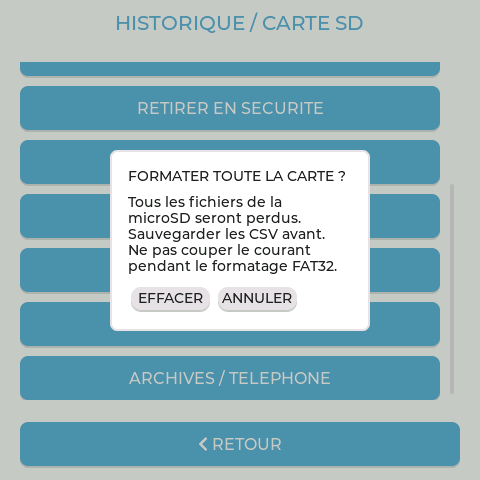 HISTORIQUE / CARTE SD
RETIRER EN SECURITE
FORMATER TOUTE LA CARTE ?
Tous les fichiers de la
microSD seront perdus.
Sauvegarder les CSV avant.
Ne pas couper le courant
pendant le formatage FAT32.
EFFACER ANNULER
ARCHIVES / TELEPHONE
RETOUR